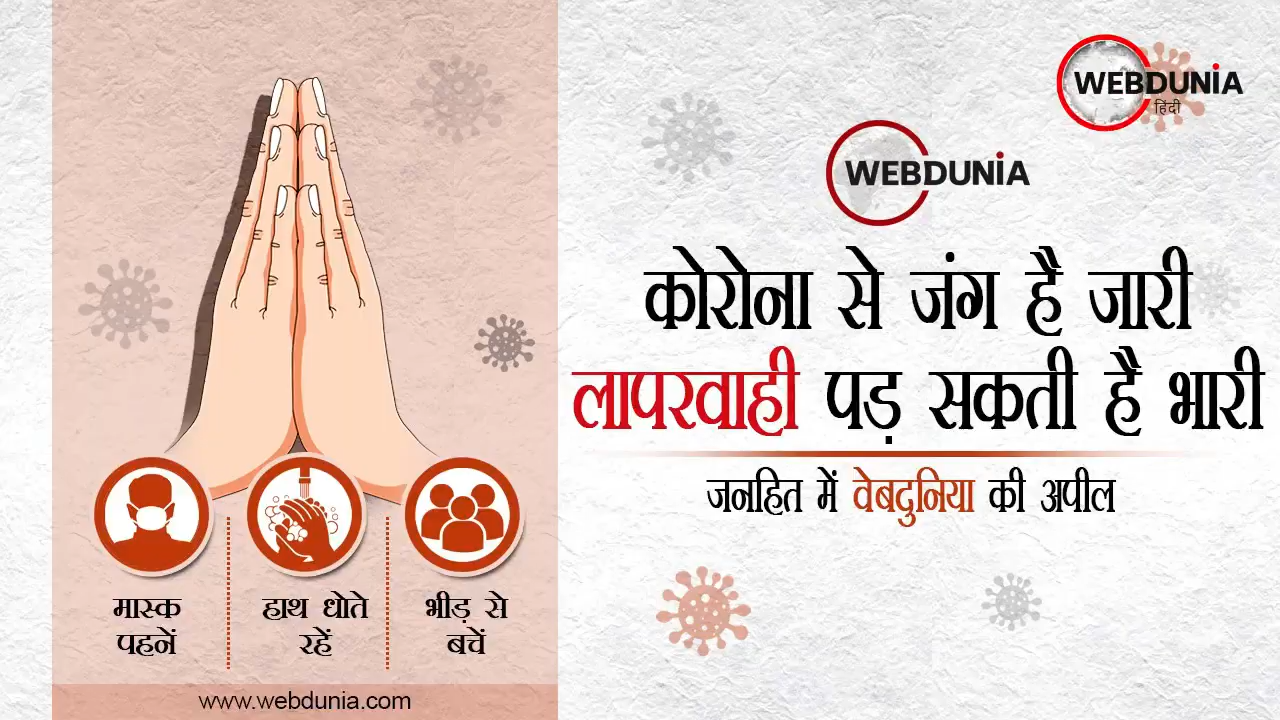 WEBDUNIA
हिंदी
WEBDUNIA
कोरोना से जंग है जारी
लापरवाही पड़ सकती है भारी
जनहित में वेबदुनिया की अपील
मास्क
पहनें
हाथ धोते
रहें
भीड़ से
बचें
www.webdunia.com